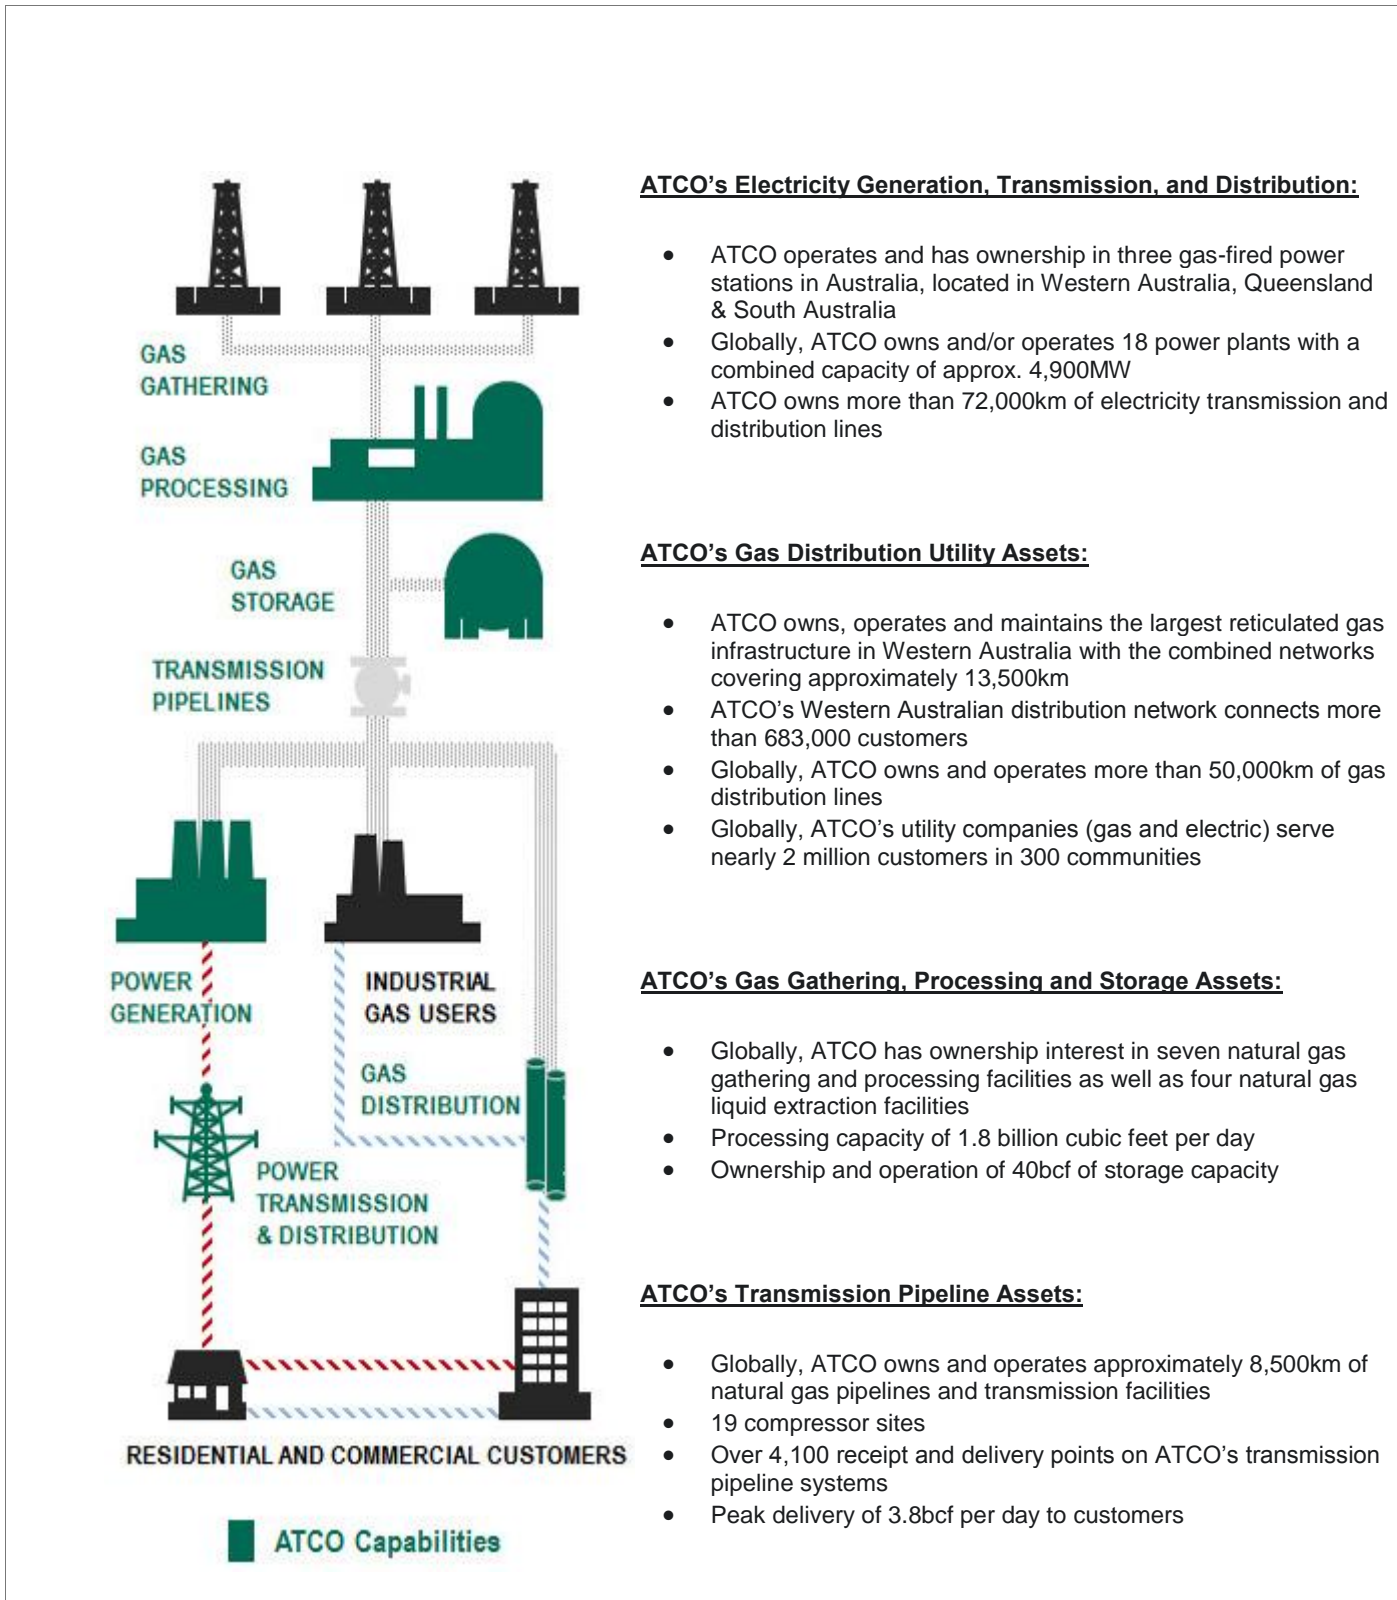 GAS
GATHERING
GAS
PROCESSING
GAS
STORAGE
TRANSMISSION
PIPELINES
POWER
GENERATION
INDUSTRIAL
GAS USERS
GAS
DISTRIBUTION
POWER
TRANSMISSION
& DISTRIBUTION
RESIDENTIAL AND COMMERCIAL CUSTOMERS
ATCO Capabilities
ATCO’s Electricity Generation, Transmission, and Distribution:
• ATCO operates and has ownership in three gas-fired power
stations in Australia, located in Western Australia, Queensland
& South Australia
• Globally, ATCO owns and/or operates 18 power plants with a
combined capacity of approx. 4,900MW
• ATCO owns more than 72,000km of electricity transmission and
distribution lines
ATCO’s Gas Distribution Utility Assets:
• ATCO owns, operates and maintains the largest reticulated gas
infrastructure in Western Australia with the combined networks
covering approximately 13,500km
• ATCO’s Western Australian distribution network connects more
than 683,000 customers
• Globally, ATCO owns and operates more than 50,000km of gas
distribution lines
• Globally, ATCO’s utility companies (gas and electric) serve
nearly 2 million customers in 300 communities
ATCO’s Gas Gathering, Processing and Storage Assets:
• Globally, ATCO has ownership interest in seven natural gas
gathering and processing facilities as well as four natural gas
liquid extraction facilities
• Processing capacity of 1.8 billion cubic feet per day
• Ownership and operation of 40bcf of storage capacity
ATCO’s Transmission Pipeline Assets:
• Globally, ATCO owns and operates approximately 8,500km of
natural gas pipelines and transmission facilities
• 19 compressor sites
• Over 4,100 receipt and delivery points on ATCO’s transmission
pipeline systems
• Peak delivery of 3.8bcf per day to customers